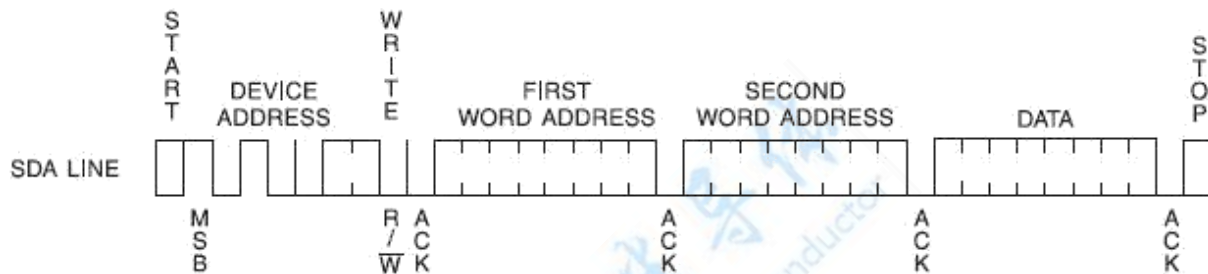 START
WRITE
STOP
DEVICE
ADDRESS
FIRST
WORD ADDRESS
SECOND
WORD ADDRESS
DATA
SDA LINE
MSB
R/W
ACK
ACK
ACK
ACK